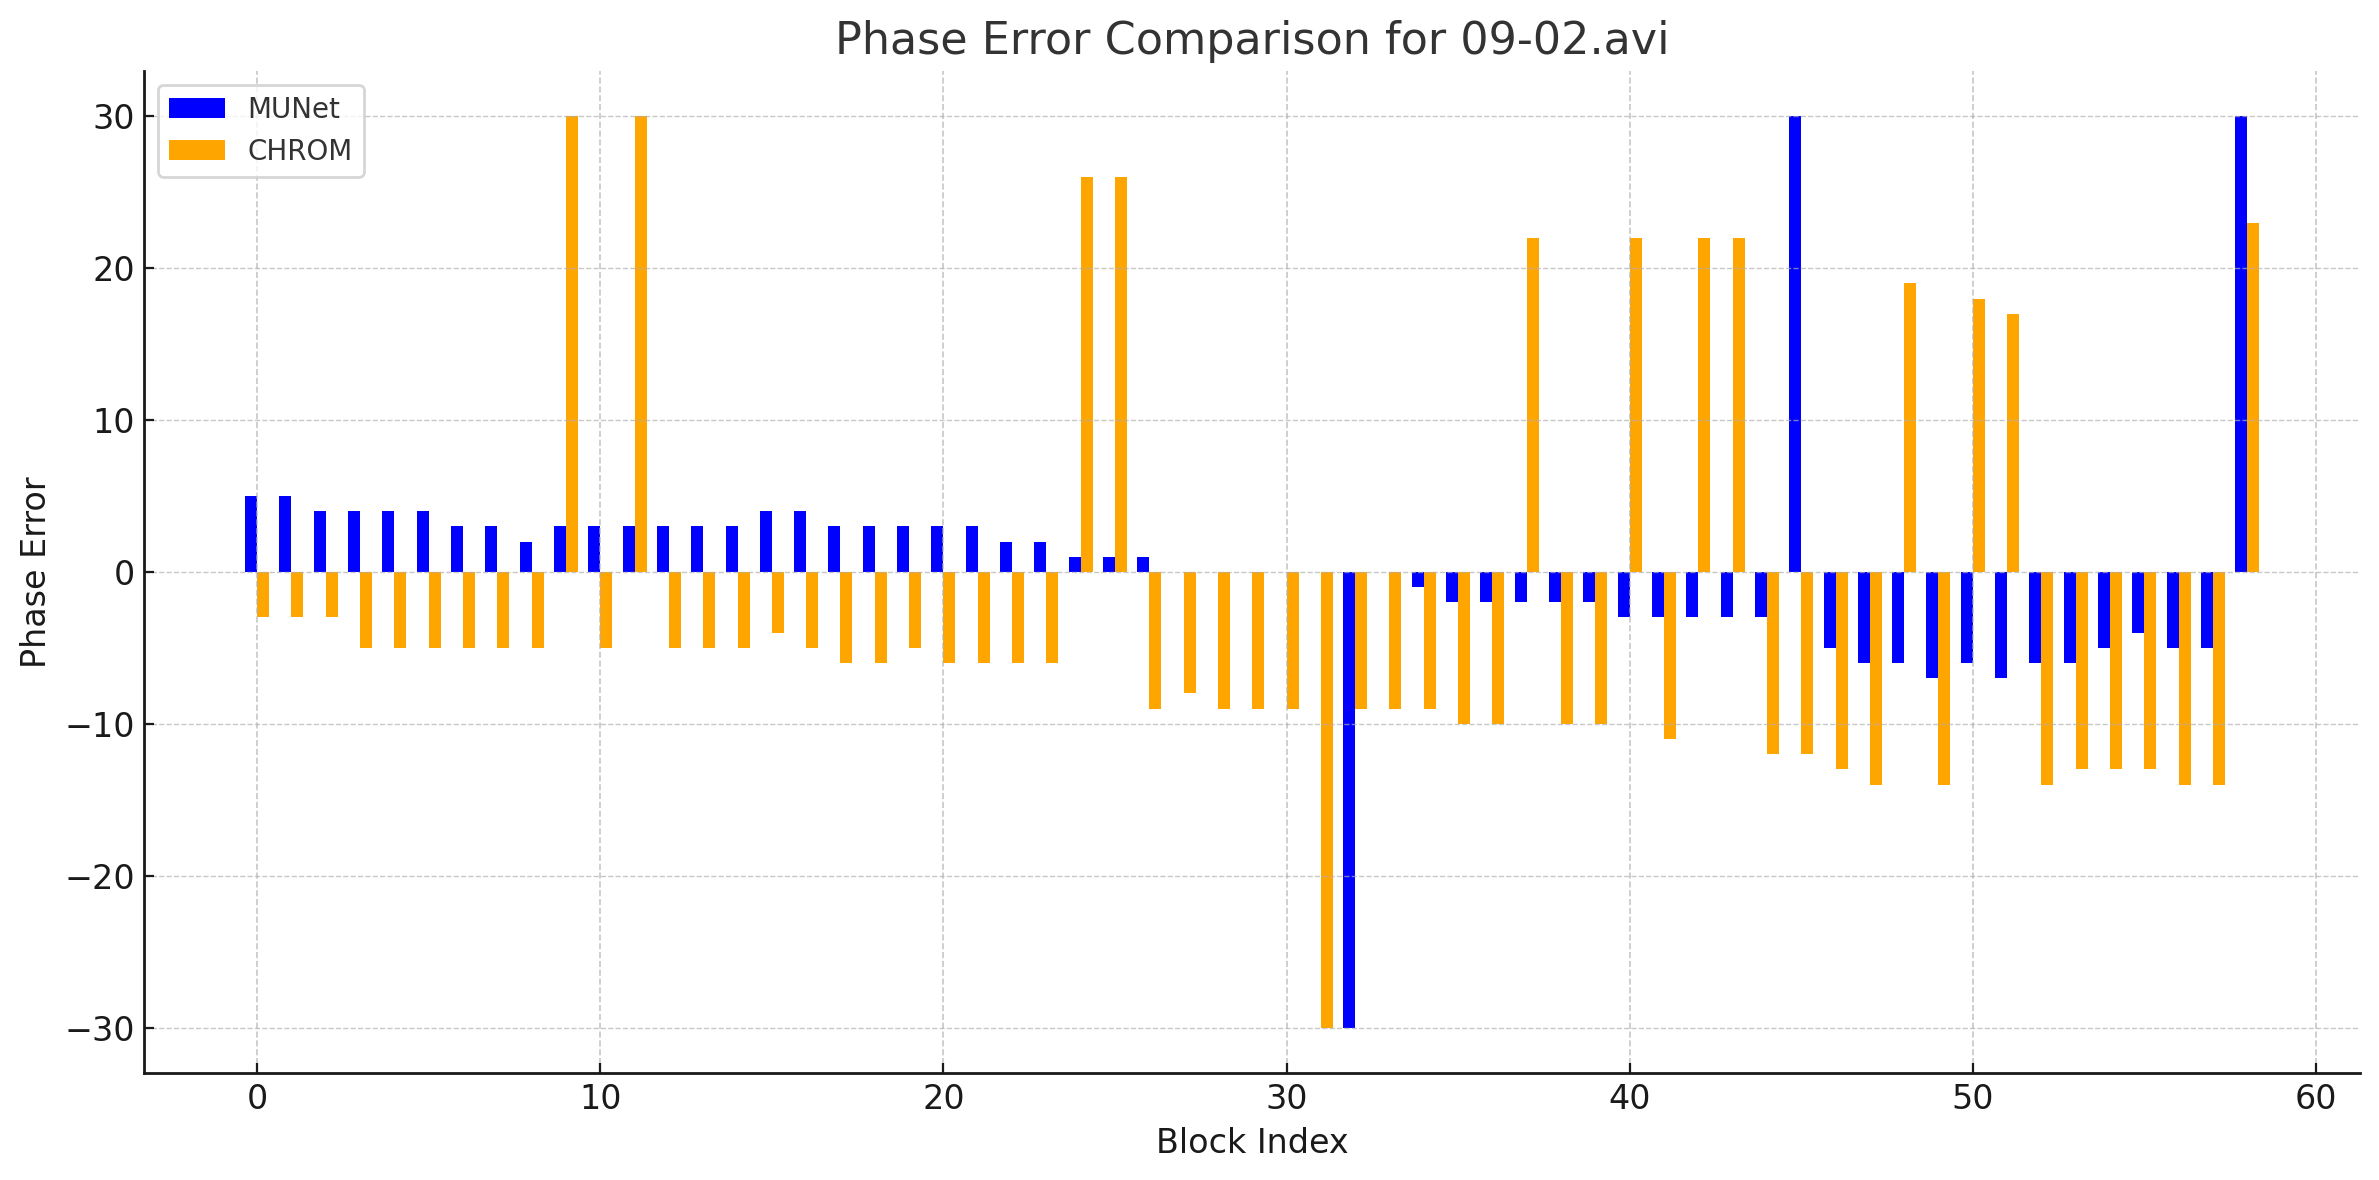 Phase Error Comparison for 09-02.avi
MUNet
CHROM
Phase Error
30
20
10
0
−10
−20
−30
0 10 20 30 40 50 60
Block Index